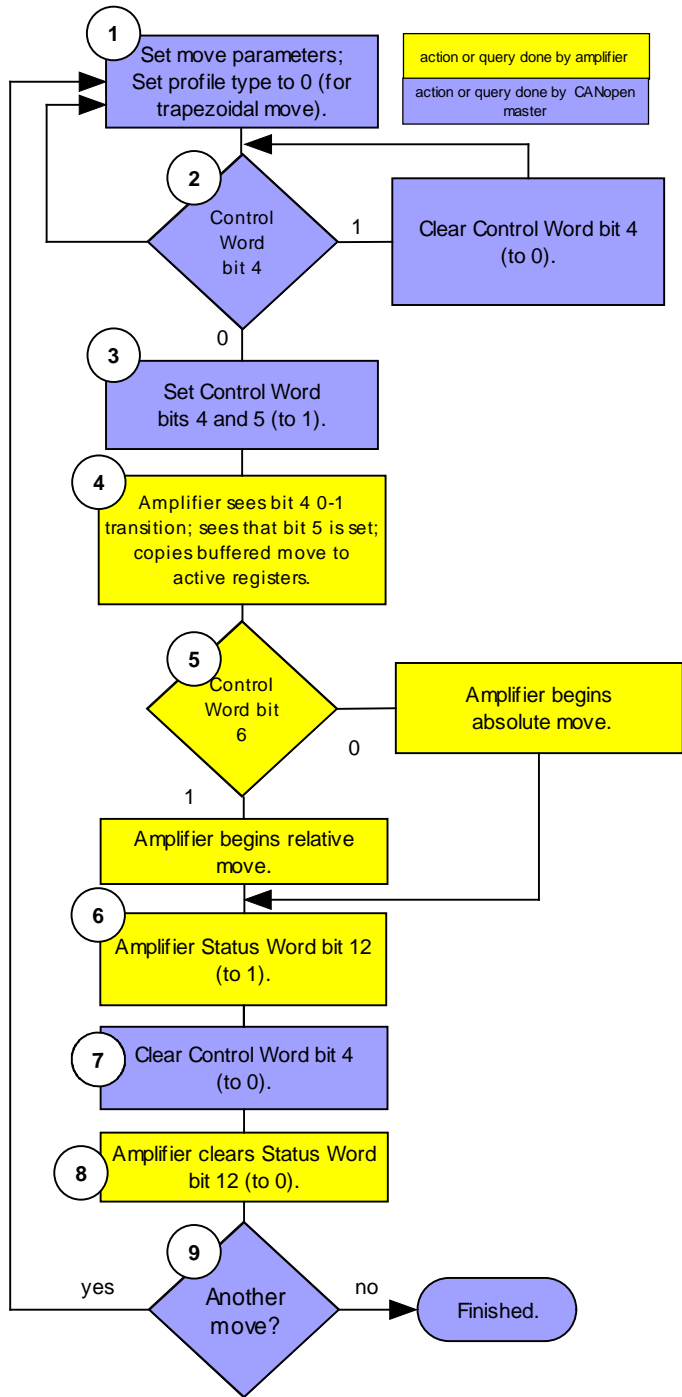 1
Set move parameters;
Set profile type to 0 (for
trapezoidal move).
action or query done by amplifier
action or query done by CANopen
master
2
Control
Word
bit 4
1
Clear Control Word bit 4
(to 0).
0
3
Set Control Word
bits 4 and 5 (to 1).
4
Amplifier sees bit 4 0-1
transition; sees that bit 5 is set;
copies buffered move to
active registers.
5
Control
Word bit
6
0
Amplifier begins
absolute move.
1
Amplifier begins relative
move.
6
Amplifier Status Word bit 12
(to 1).
7
Clear Control Word bit 4
(to 0).
8
Amplifier clears Status Word
bit 12 (to 0).
9
Another
move?
yes
no
Finished.